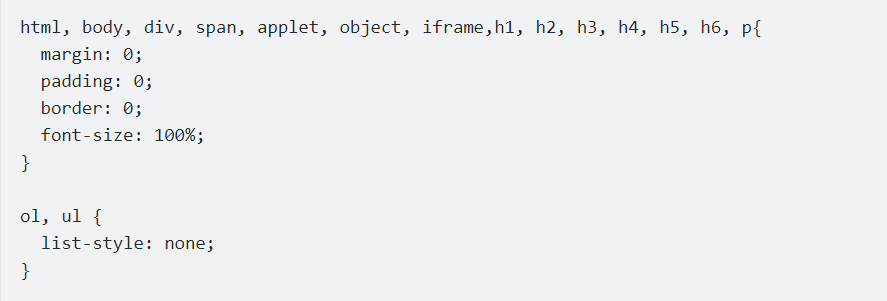 html, body, div, span, applet, object, iframe,h1, h2, h3, h4, h5, h6, p{
  margin: 0;
  padding: 0;
  border: 0;
  font-size: 100%;
}

ol, ul {
  list-style: none;
}